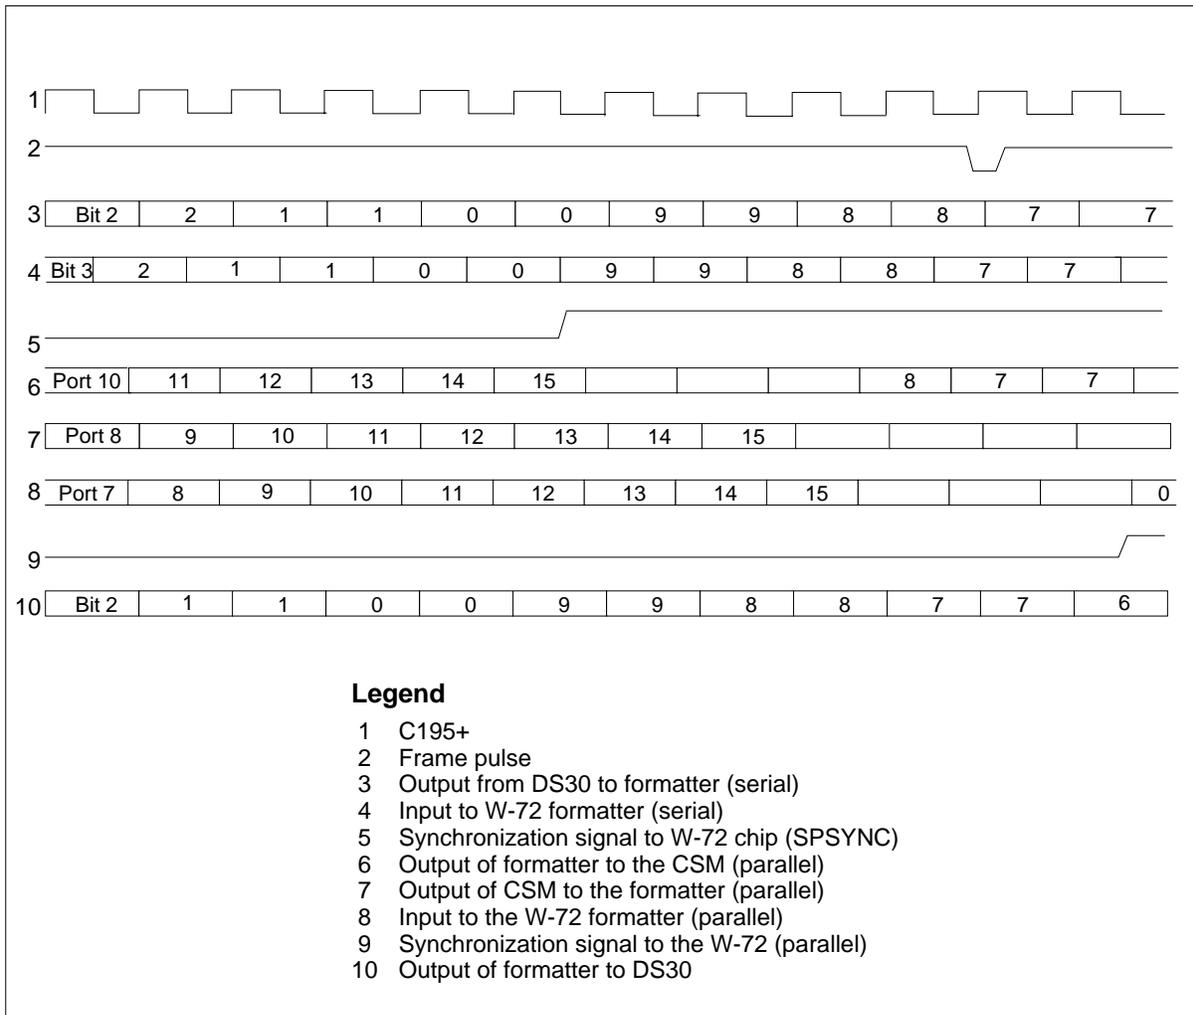 1
2
3 Bit 2 2 1 1 0 0 9 9 8 8 7 7
4 Bit 3 2 1 1 0 0 9 9 8 8 7 7
5
6 Port 10 11 12 13 14 15 8 7 7
7 Port 8 9 10 11 12 13 14 15
8 Port 7 8 9 10 11 12 13 14 15 0
9
10 Bit 2 1 1 0 0 9 9 8 8 7 7 6
Legend
1 C195+
2 Frame pulse
3 Output from DS30 to formatter (serial)
4 Input to W-72 formatter (serial)
5 Synchronization signal to W-72 chip (SPSYNC)
6 Output of formatter to the CSM (parallel)
7 Output of CSM to the formatter (parallel)
8 Input to the W-72 formatter (parallel)
9 Synchronization signal to the W-72 (parallel)
10 Output of formatter to DS30